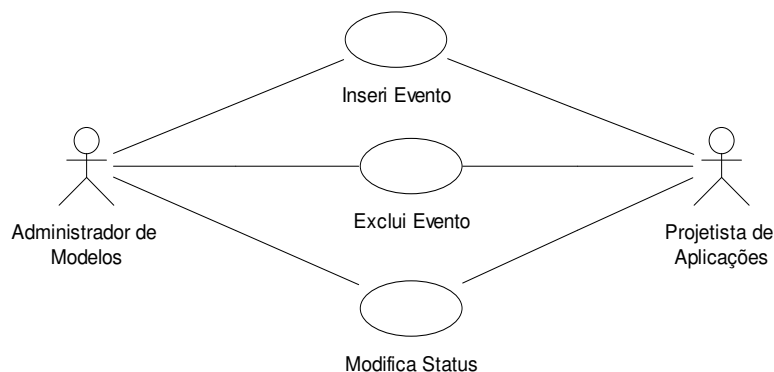 Inseri Evento
Exclui Evento
Administrador de
Modelos
Projetista de
Aplicações
Modifica Status